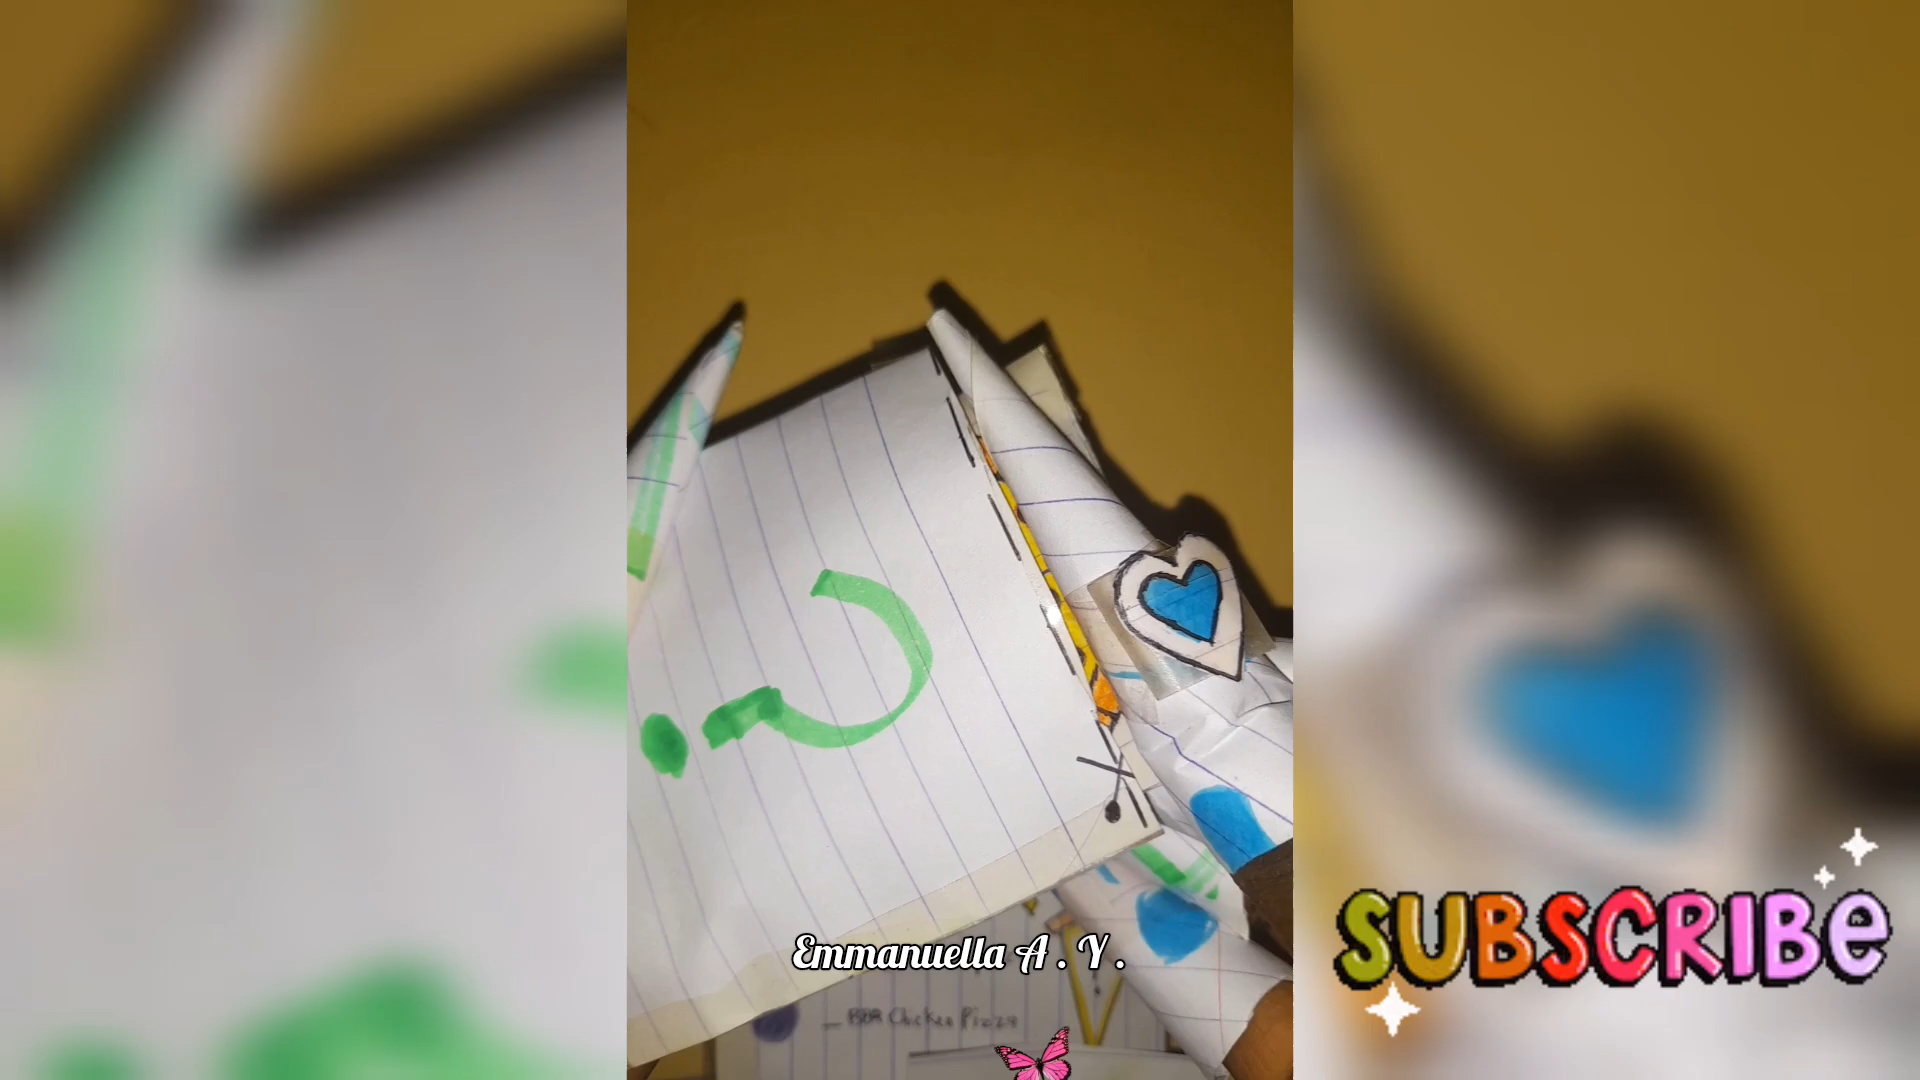 ?
Emmanuella A . Y .
SUBSCRIBE
BBQ Chicken Pizza